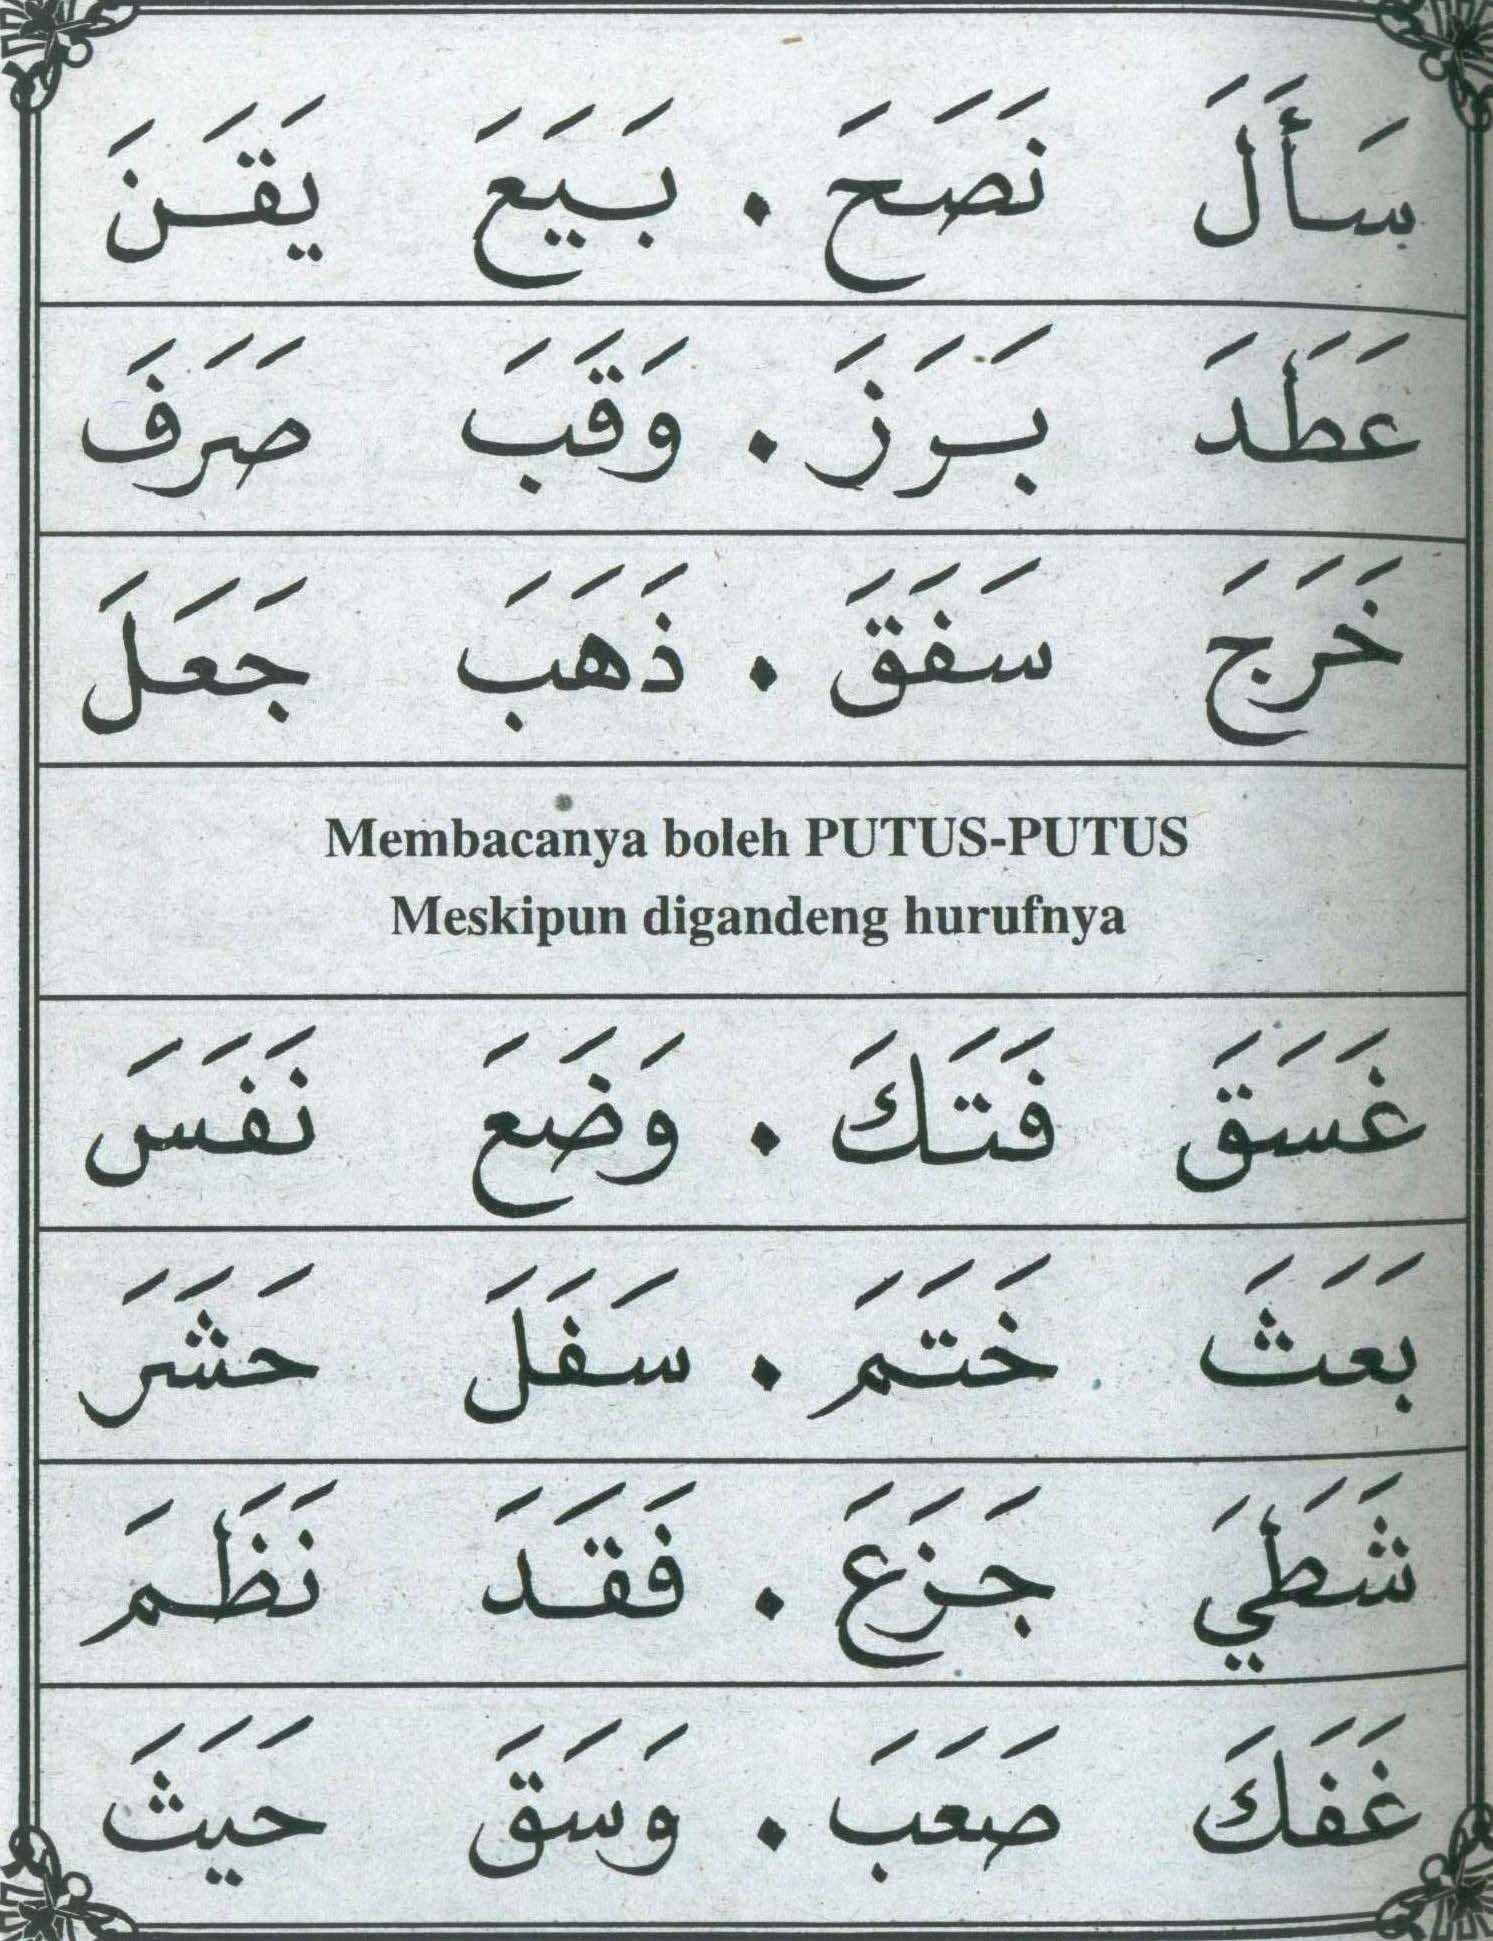 سَأَلَ نَصَحَ . بَيَعَ يَقَنَ
عَطَدَ بَرَزَ . وَقَبَ صَرَفَ
خَرَجَ سَفَقَ . ذَهَبَ جَعَلَ
Membacanya boleh PUTUS-PUTUS
Meskipun digandeng hurufnya
غَسَقَ فَتَكَ . وَضَعَ نَفَسَ
بَعَثَ خَتَمَ . سَفَلَ حَشَرَ
شَطَيَ جَزَعَ . فَقَدَ نَظَمَ
غَفَكَ صَعَبَ . وَسَقَ حَيَثَ